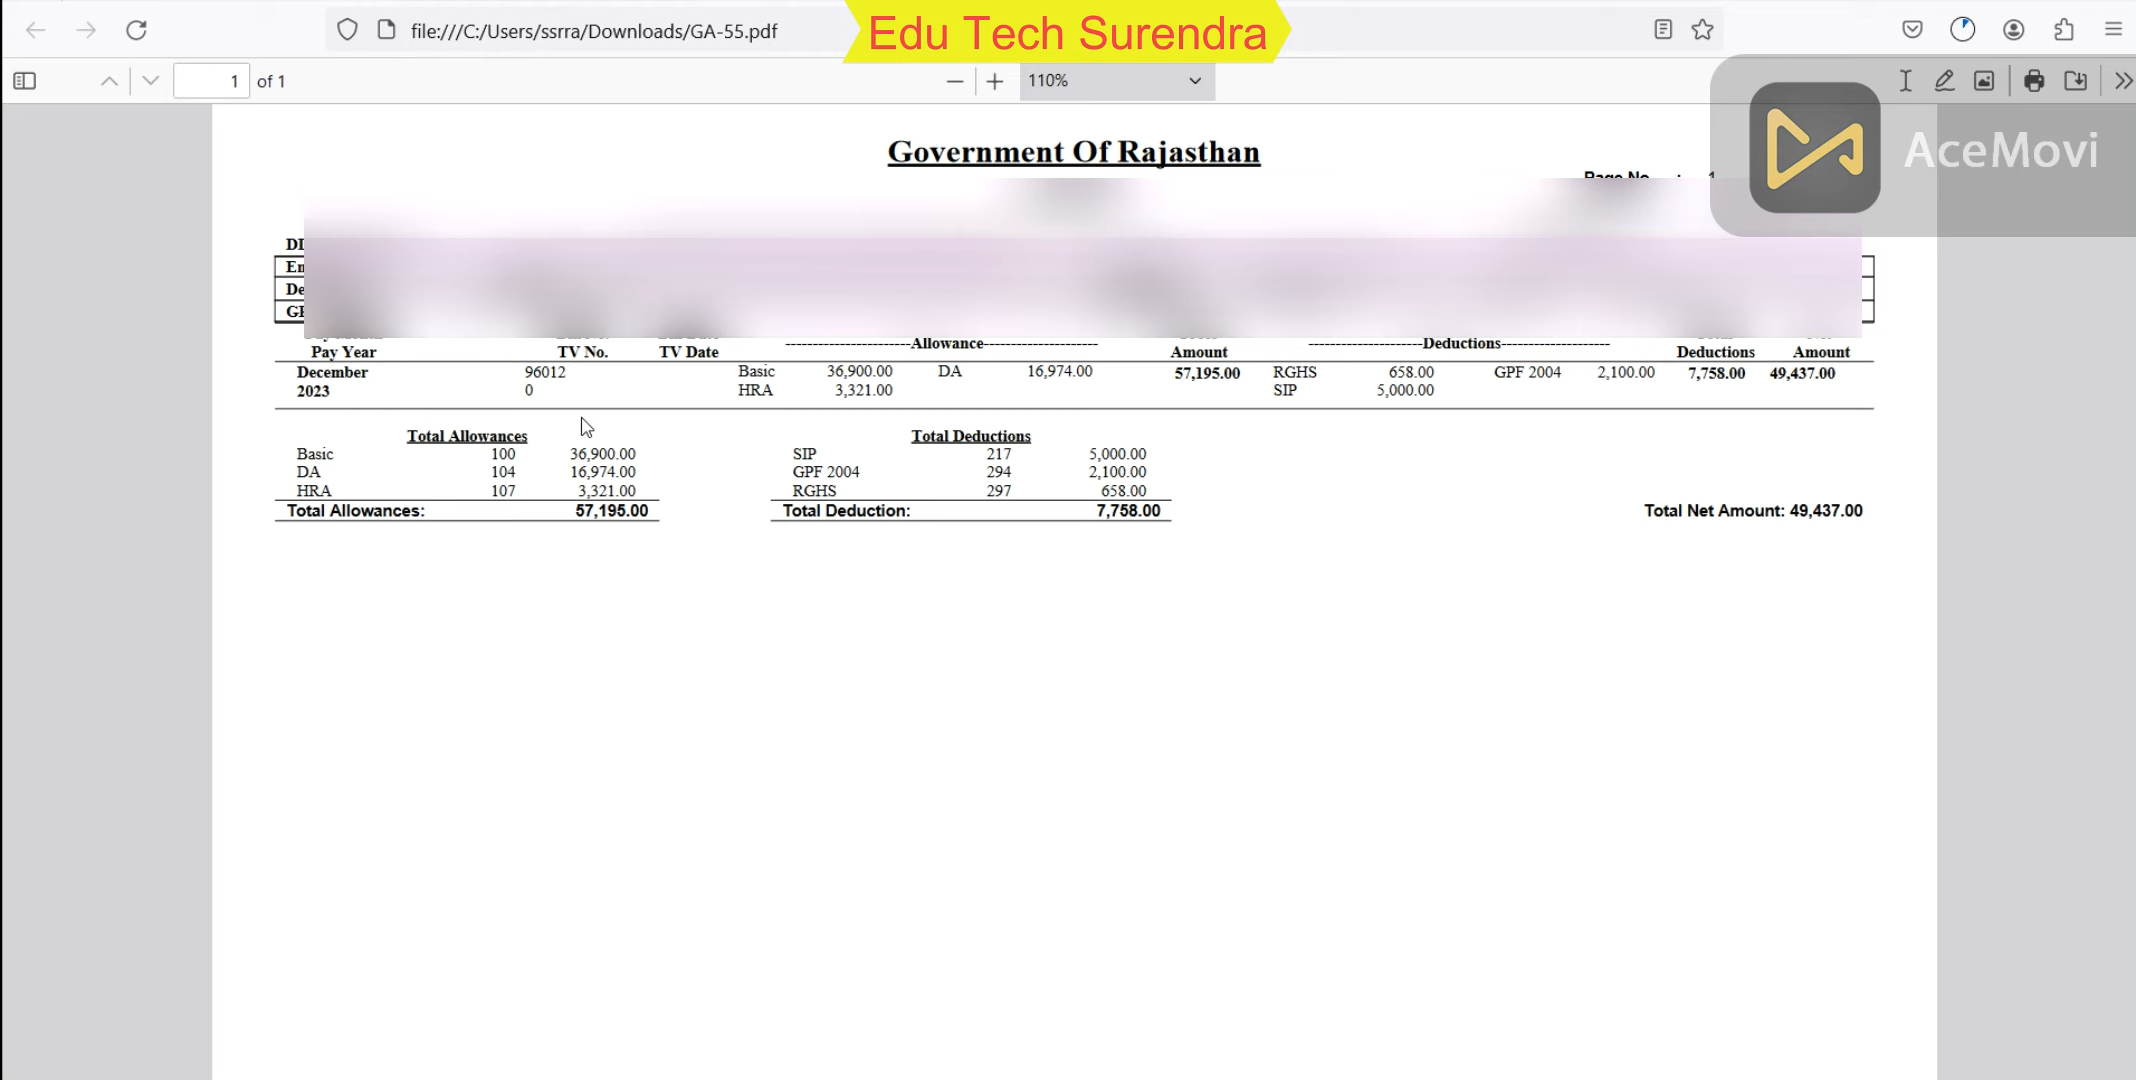 file:///C:/Users/ssrra/Downloads/GA-55.pdf
Edu Tech Surendra
1 of 1
110%
AceMovi
Government Of Rajasthan
Page No : 1
Pay Year TV No. TV Date -----------------------Allowance--------------------- Amount ---------------------Deductions-------------------- Deductions Amount
December 96012 Basic 36,900.00 DA 16,974.00 57,195.00 RGHS 658.00 GPF 2004 2,100.00 7,758.00 49,437.00
2023 0 HRA 3,321.00 SIP 5,000.00
Total Allowances Total Deductions
Basic 100 36,900.00 SIP 217 5,000.00
DA 104 16,974.00 GPF 2004 294 2,100.00
HRA 107 3,321.00 RGHS 297 658.00
Total Allowances: 57,195.00 Total Deduction: 7,758.00 Total Net Amount: 49,437.00